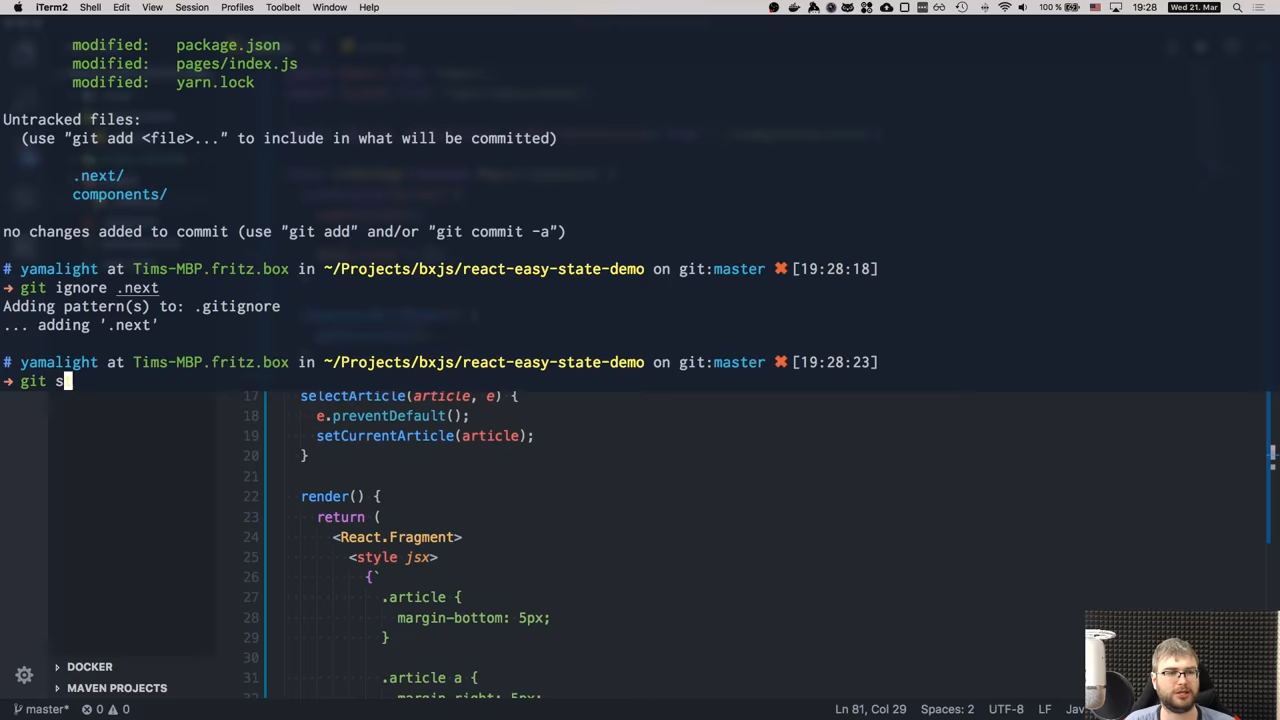 iTerm2 Shell Edit View Session Profiles Toolbelt Window Help 100 % 19:28 Wed 21. Mar
modified: package.json
modified: pages/index.js
modified: yarn.lock
Untracked files:
(use "git add <file>..." to include in what will be committed)
.next/
components/
no changes added to commit (use "git add" and/or "git commit -a")
# yamalight at Tims-MBP.fritz.box in ~/Projects/bxjs/react-easy-state-demo on git:master ✖ [19:28:18]
→ git ignore .next
Adding pattern(s) to: .gitignore
... adding '.next'
# yamalight at Tims-MBP.fritz.box in ~/Projects/bxjs/react-easy-state-demo on git:master ✖ [19:28:23]
→ git s
17 selectArticle(article, e) {
18 e.preventDefault();
19 setCurrentArticle(article);
20 }
21
22 render() {
23 return (
24 <React.Fragment>
25 <style jsx>
26 {`
27 .article {
28 margin-bottom: 5px;
29 }
30
31 .article a {
32 margin-right: 5px;
DOCKER
MAVEN PROJECTS
master* 0 0 Ln 81, Col 29 Spaces: 2 UTF-8 LF